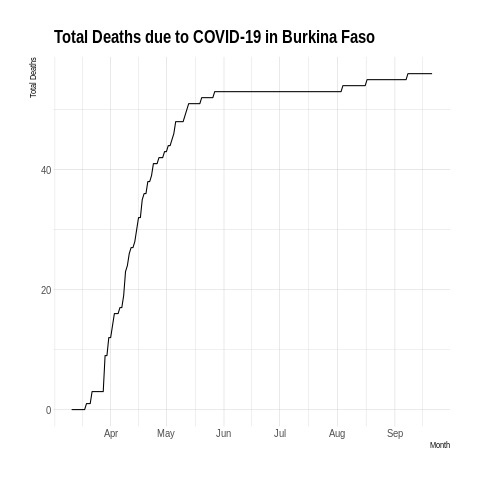 Total Deaths due to COVID-19 in Burkina Faso
Total Deaths
40
20
0
Apr May Jun Jul Aug Sep
Month